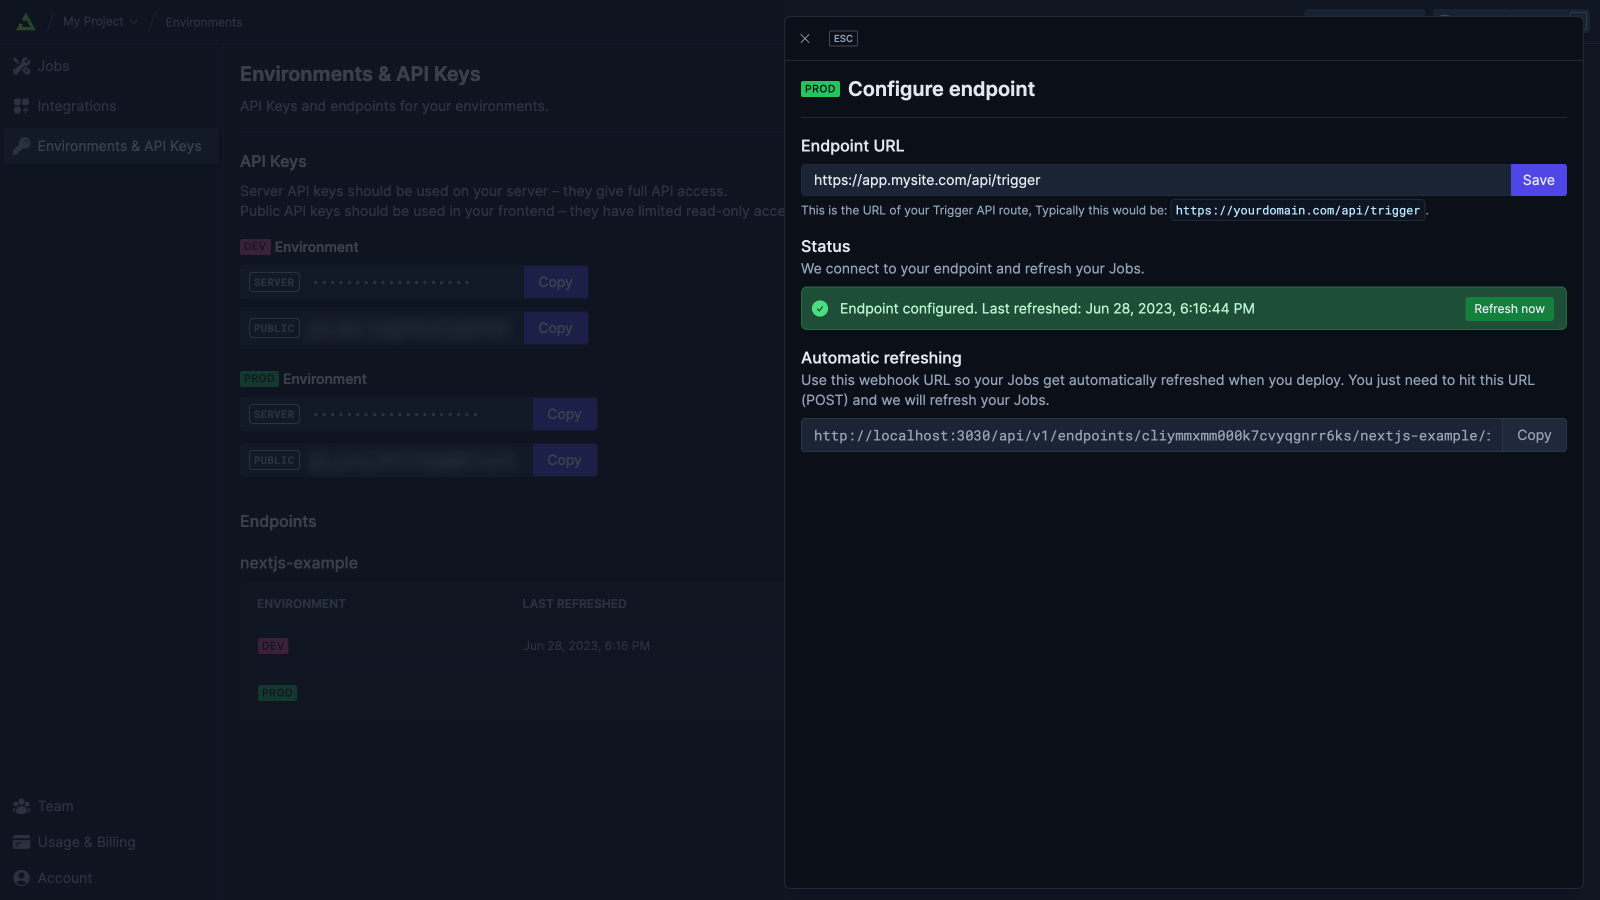 My Project
Environments
Jobs
Integrations
Environments & API Keys
Team
Usage & Billing
Account
Environments & API Keys
API Keys and endpoints for your environments.
API Keys
Server API keys should be used on your server – they give full API access.
Public API keys should be used in your frontend – they have limited read-only acce
DEV Environment
SERVER •••••••••••••••••••• Copy
PUBLIC Copy
PROD Environment
SERVER •••••••••••••••••••• Copy
PUBLIC Copy
Endpoints
nextjs-example
ENVIRONMENT LAST REFRESHED
DEV Jun 28, 2023, 6:16 PM
PROD
ESC
PROD Configure endpoint
Endpoint URL
https://app.mysite.com/api/trigger Save
This is the URL of your Trigger API route, Typically this would be: https://yourdomain.com/api/trigger.
Status
We connect to your endpoint and refresh your Jobs.
Endpoint configured. Last refreshed: Jun 28, 2023, 6:16:44 PM Refresh now
Automatic refreshing
Use this webhook URL so your Jobs get automatically refreshed when you deploy. You just need to hit this URL
(POST) and we will refresh your Jobs.
http://localhost:3030/api/v1/endpoints/cliymmxmm000k7cvyqgnrr6ks/nextjs-example/ Copy